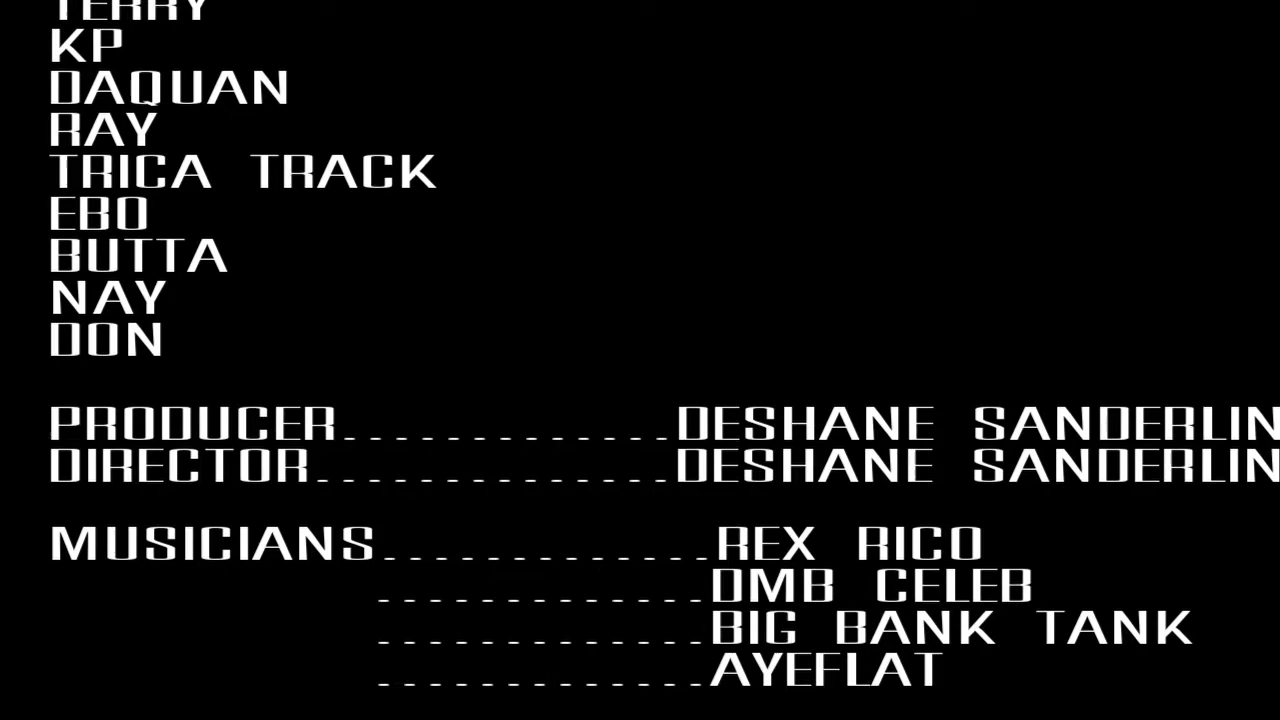 TERRY
KP
DAQUAN
RAY
TRICA TRACK
EBO
BUTTA
NAY
DON
PRODUCER.............DESHANE SANDERLIN
DIRECTOR..............DESHANE SANDERLIN
MUSICIANS.............REX RICO
.............DMB CELEB
.............BIG BANK TANK
.............AYEFLAT